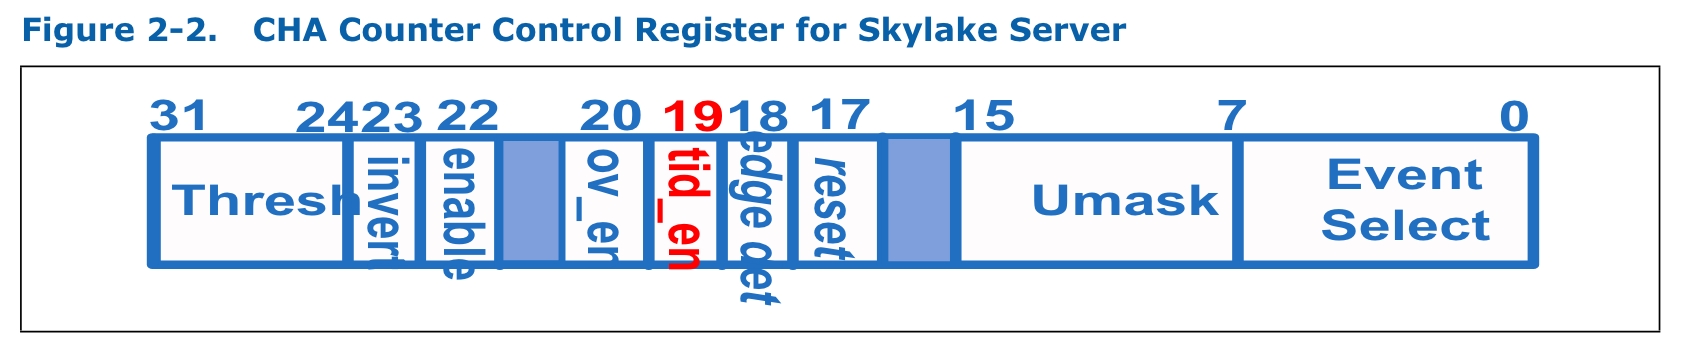 Figure 2-2. CHA Counter Control Register for Skylake Server
31 24 23 22 20 19 18 17 15 7 0
Thresh
invert
enable
ov_en
tid_en
edge det
reset
Umask
Event
Select